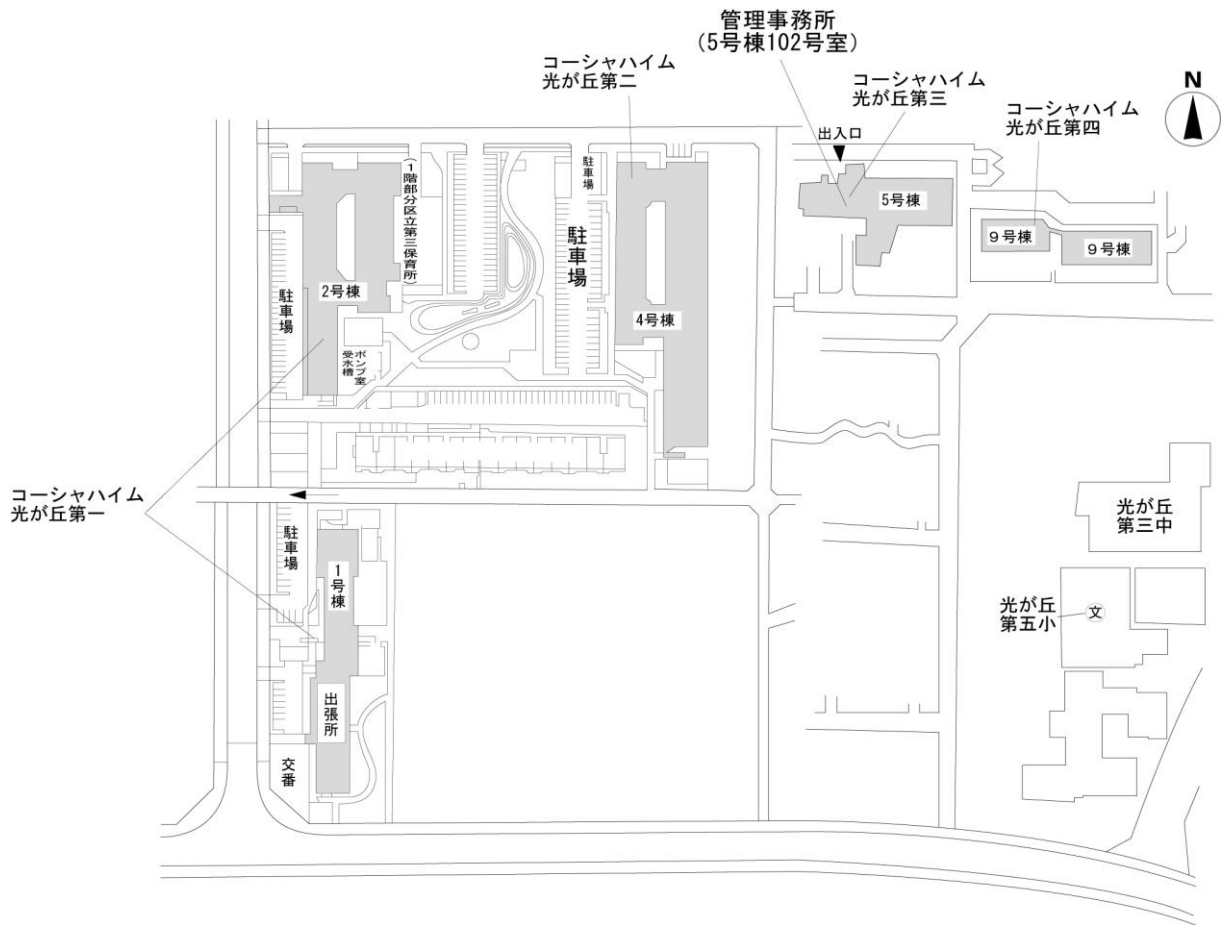 管理事務所
(5号棟102号室)
コーシャハイム
光が丘第二
コーシャハイム
光が丘第三
コーシャハイム
光が丘第四
N
出入口
(1階部分区立第三保育所)
駐車場
駐車場
5号棟
9号棟
9号棟
2号棟
4号棟
駐車場
ポンプ室
受水槽
コーシャハイム
光が丘第一
駐車場
1号棟
光が丘
第三中
光が丘
第五小
文
出張所
交番